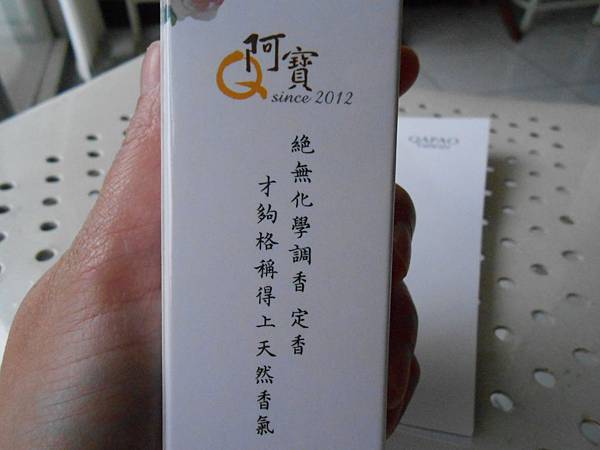 Q阿寶
since 2012
絕無化學調香 定香
才夠格稱得上天然香氣
QAPAO